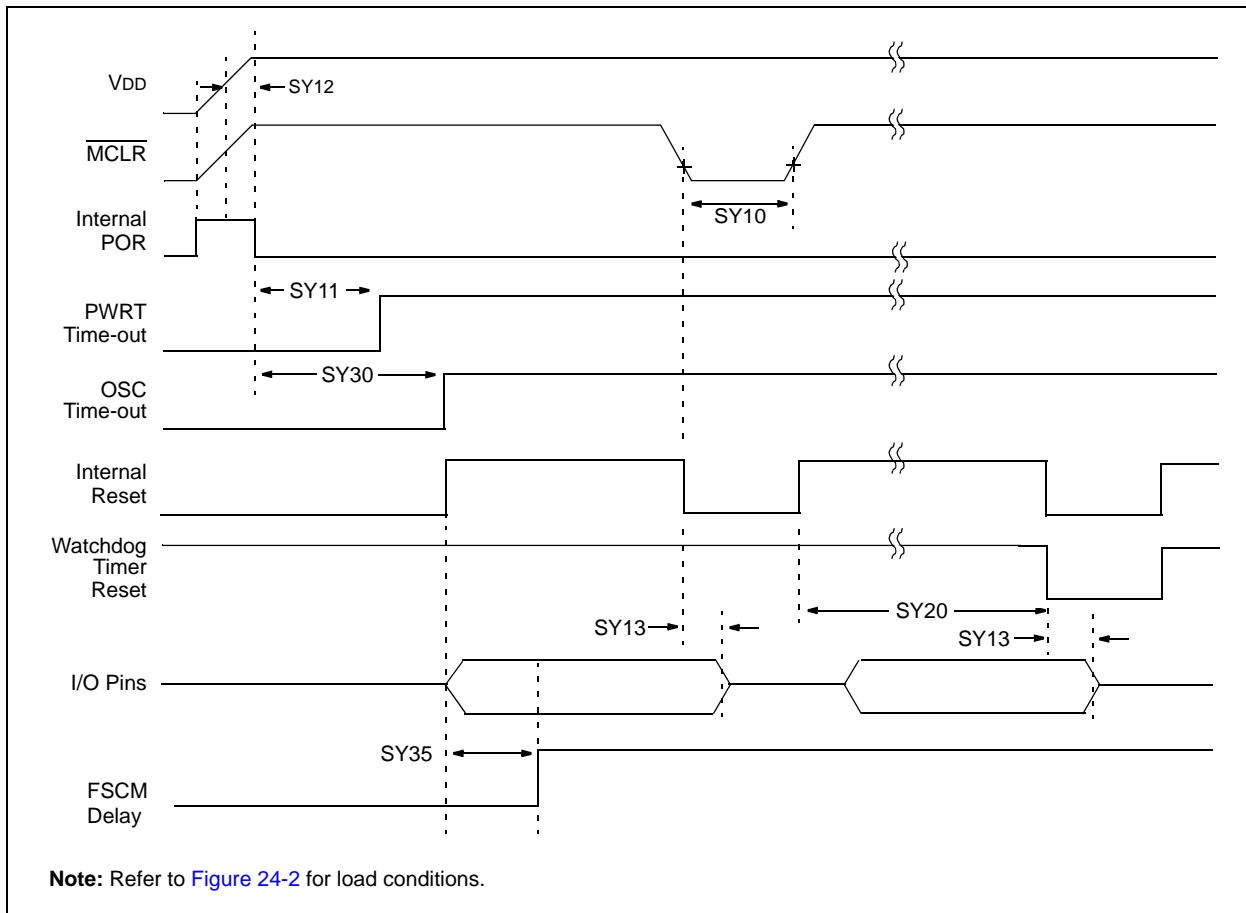 VDD
SY12
MCLR
SY10
Internal
POR
SY11
PWRT
Time-out
SY30
OSC
Time-out
Internal
Reset
Watchdog
Timer
Reset
SY20
SY13
SY13
I/O Pins
SY35
FSCM
Delay
Note: Refer to Figure 24-2 for load conditions.